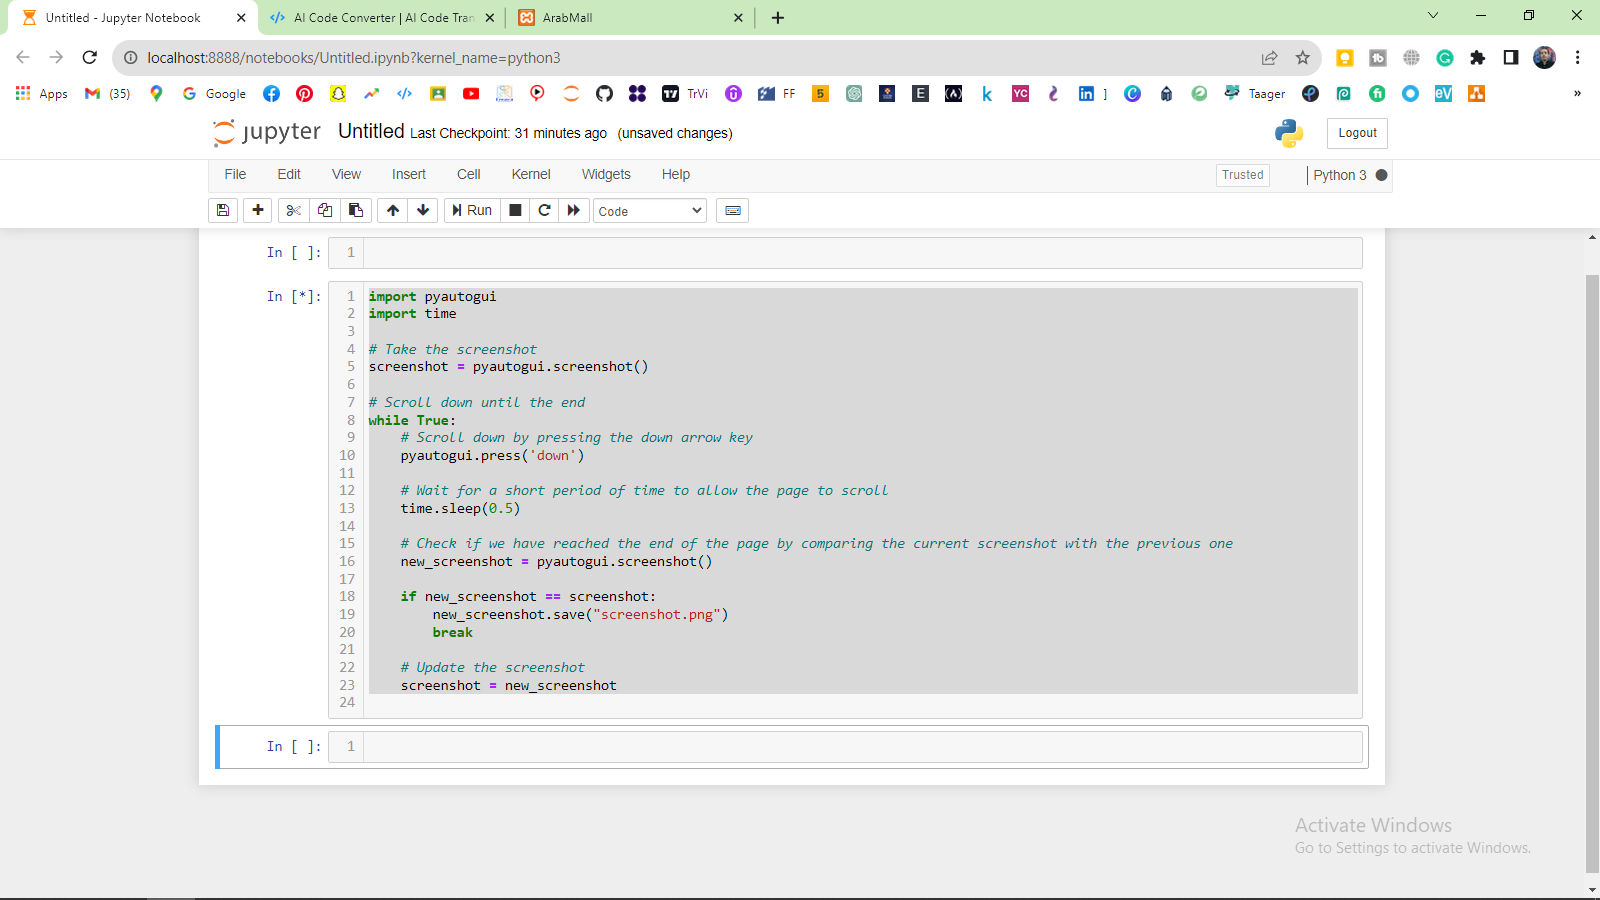 Untitled - Jupyter Notebook
AI Code Converter | AI Code Tran
ArabMall
localhost:8888/notebooks/Untitled.ipynb?kernel_name=python3
Apps
(35)
Google
TrVi
FF
Taager
jupyter Untitled Last Checkpoint: 31 minutes ago (unsaved changes)
Logout
File Edit View Insert Cell Kernel Widgets Help
Trusted
Python 3
Run
Code
In [ ]: 1
In [*]:
1 import pyautogui
2 import time
3
4 # Take the screenshot
5 screenshot = pyautogui.screenshot()
6
7 # Scroll down until the end
8 while True:
9 # Scroll down by pressing the down arrow key
10 pyautogui.press('down')
11
12 # Wait for a short period of time to allow the page to scroll
13 time.sleep(0.5)
14
15 # Check if we have reached the end of the page by comparing the current screenshot with the previous one
16 new_screenshot = pyautogui.screenshot()
17
18 if new_screenshot == screenshot:
19 new_screenshot.save("screenshot.png")
20 break
21
22 # Update the screenshot
23 screenshot = new_screenshot
24
In [ ]: 1
Activate Windows
Go to Settings to activate Windows.